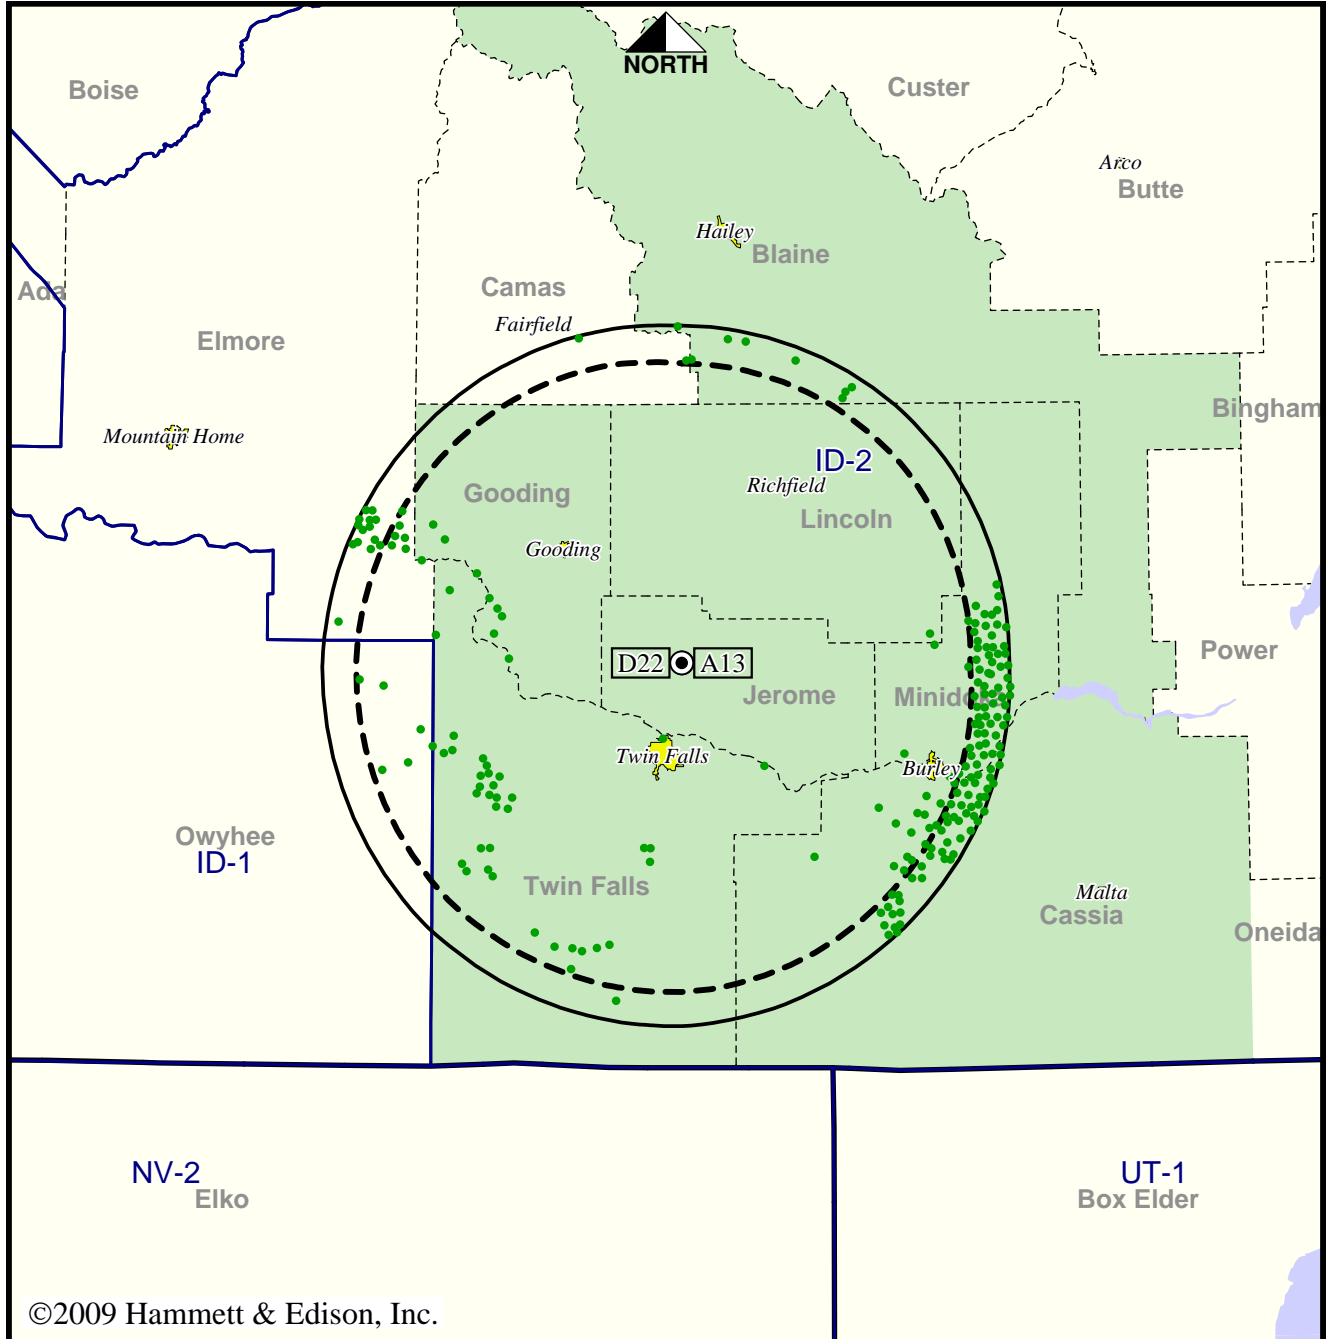 NORTH
Boise
Custer
Arco
Butte
Hailey
Blaine
Ada
Camas
Fairfield
Elmore
Bingham
Mountain Home
ID-2
Richfield
Gooding
Lincoln
Gooding
Power
D22 A13
Jerome
Minidoka
Twin Falls
Burley
Owyhee
ID-1
Twin Falls
Malta
Cassia
Oneida
NV-2
UT-1
Elko
Box Elder
©2009 Hammett & Edison, Inc.